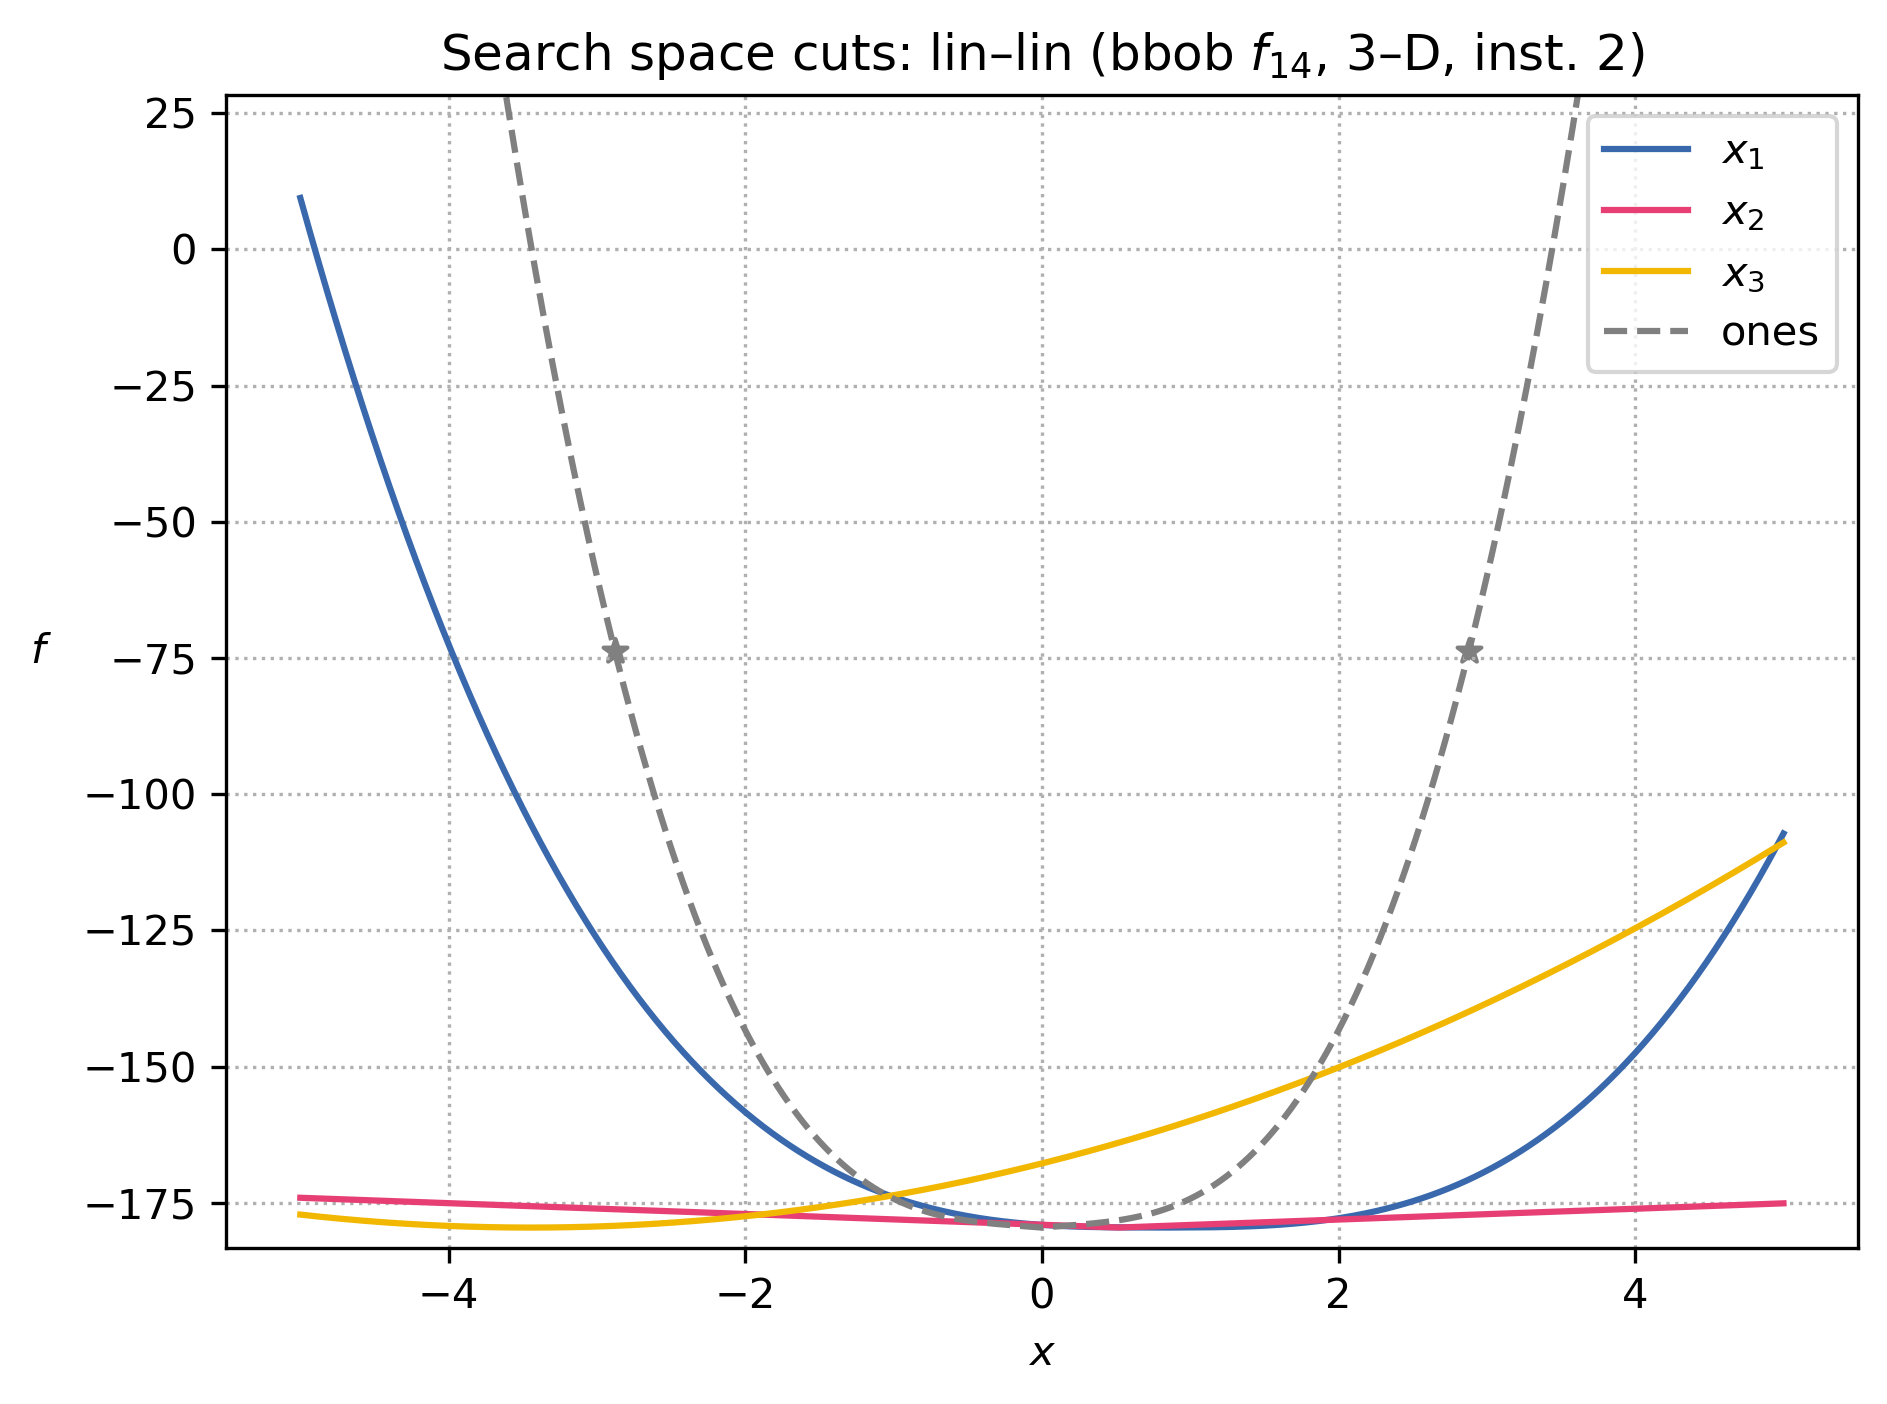 Search space cuts: lin–lin (bbob f14, 3–D, inst. 2)
25
0
−25
−50
−75
−100
−125
−150
−175
f
x1
x2
x3
ones
−4
−2
0
2
4
x